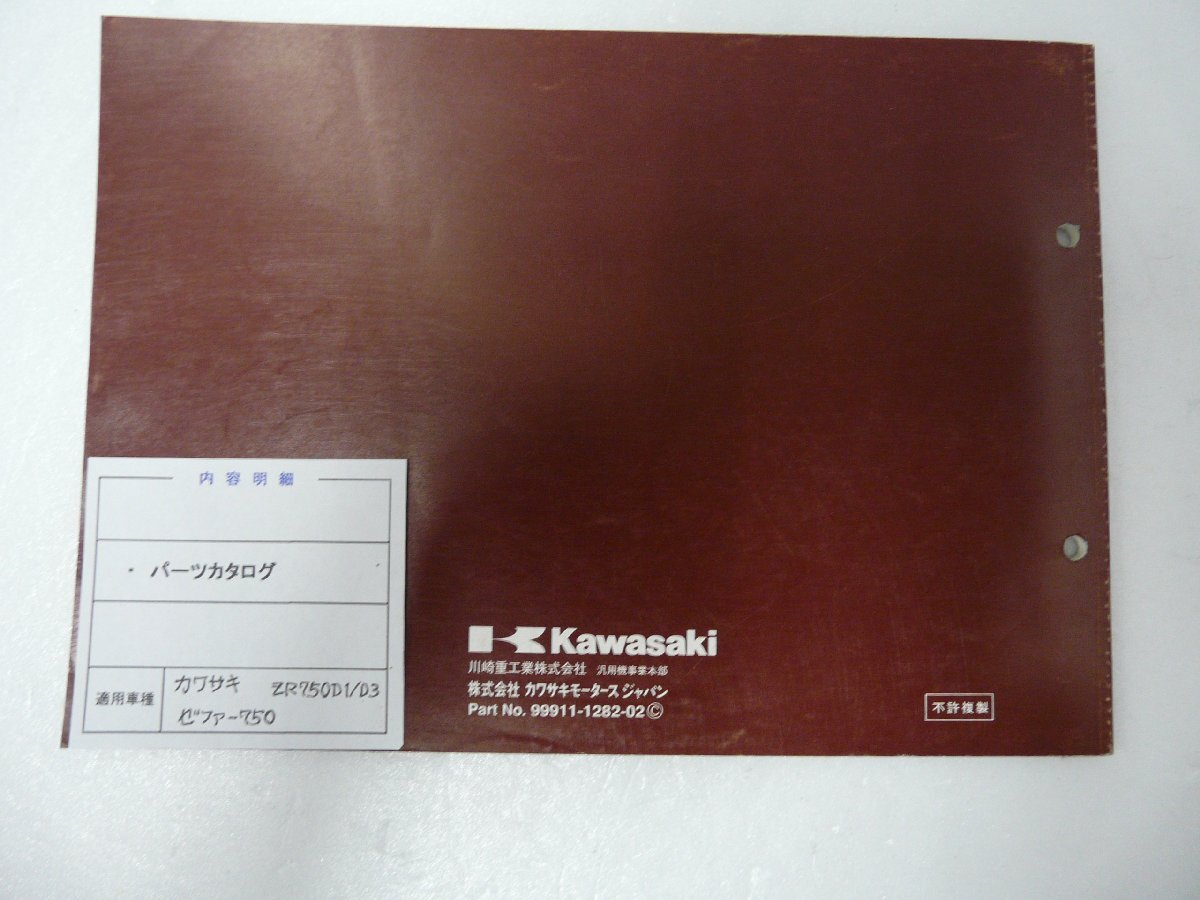 内容明細
・ パーツカタログ
適用車種
カワサキ ZR750D1/D3
ゼファー750
Kawasaki
川崎重工業株式会社 汎用機事業本部
株式会社 カワサキモータース ジャパン
Part No. 99911-1282-02Ⓒ
不許複製